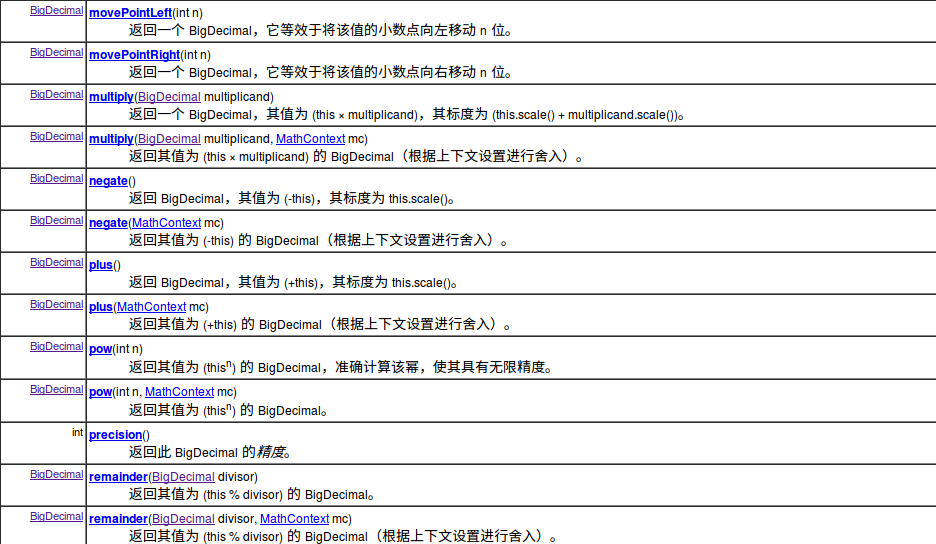 BigDecimal movePointLeft(int n)
返回一个 BigDecimal，它等效于将该值的小数点向左移动 n 位。
BigDecimal movePointRight(int n)
返回一个 BigDecimal，它等效于将该值的小数点向右移动 n 位。
BigDecimal multiply(BigDecimal multiplicand)
返回一个 BigDecimal，其值为 (this × multiplicand)，其标度为 (this.scale() + multiplicand.scale())。
BigDecimal multiply(BigDecimal multiplicand, MathContext mc)
返回其值为 (this × multiplicand) 的 BigDecimal（根据上下文设置进行舍入）。
BigDecimal negate()
返回 BigDecimal，其值为 (-this)，其标度为 this.scale()。
BigDecimal negate(MathContext mc)
返回其值为 (-this) 的 BigDecimal（根据上下文设置进行舍入）。
BigDecimal plus()
返回 BigDecimal，其值为 (+this)，其标度为 this.scale()。
BigDecimal plus(MathContext mc)
返回其值为 (+this) 的 BigDecimal（根据上下文设置进行舍入）。
BigDecimal pow(int n)
返回其值为 (thisⁿ) 的 BigDecimal，准确计算该幂，使其具有无限精度。
BigDecimal pow(int n, MathContext mc)
返回其值为 (thisⁿ) 的 BigDecimal。
int precision()
返回此 BigDecimal 的精度。
BigDecimal remainder(BigDecimal divisor)
返回其值为 (this % divisor) 的 BigDecimal。
BigDecimal remainder(BigDecimal divisor, MathContext mc)
返回其值为 (this % divisor) 的 BigDecimal（根据上下文设置进行舍入）。